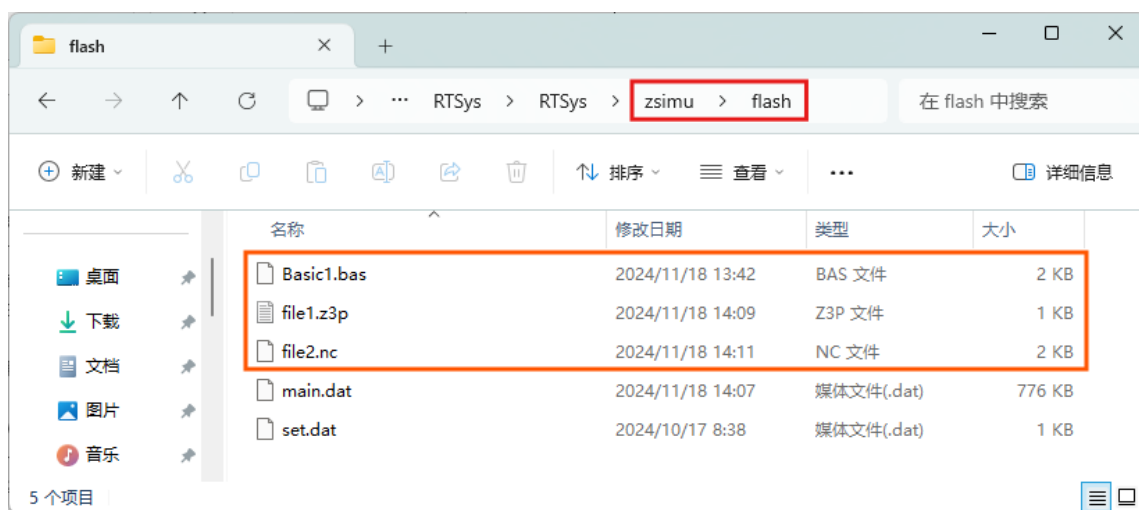 flash
··· RTSys > RTSys > zsimu > flash 在 flash 中搜索
新建 排序 查看 ··· 详细信息
名称 修改日期 类型 大小
桌面
下载
文档
图片
音乐
Basic1.bas 2024/11/18 13:42 BAS 文件 2 KB
file1.z3p 2024/11/18 14:09 Z3P 文件 1 KB
file2.nc 2024/11/18 14:11 NC 文件 2 KB
main.dat 2024/11/18 14:07 媒体文件(.dat) 776 KB
set.dat 2024/10/17 8:38 媒体文件(.dat) 1 KB
5 个项目